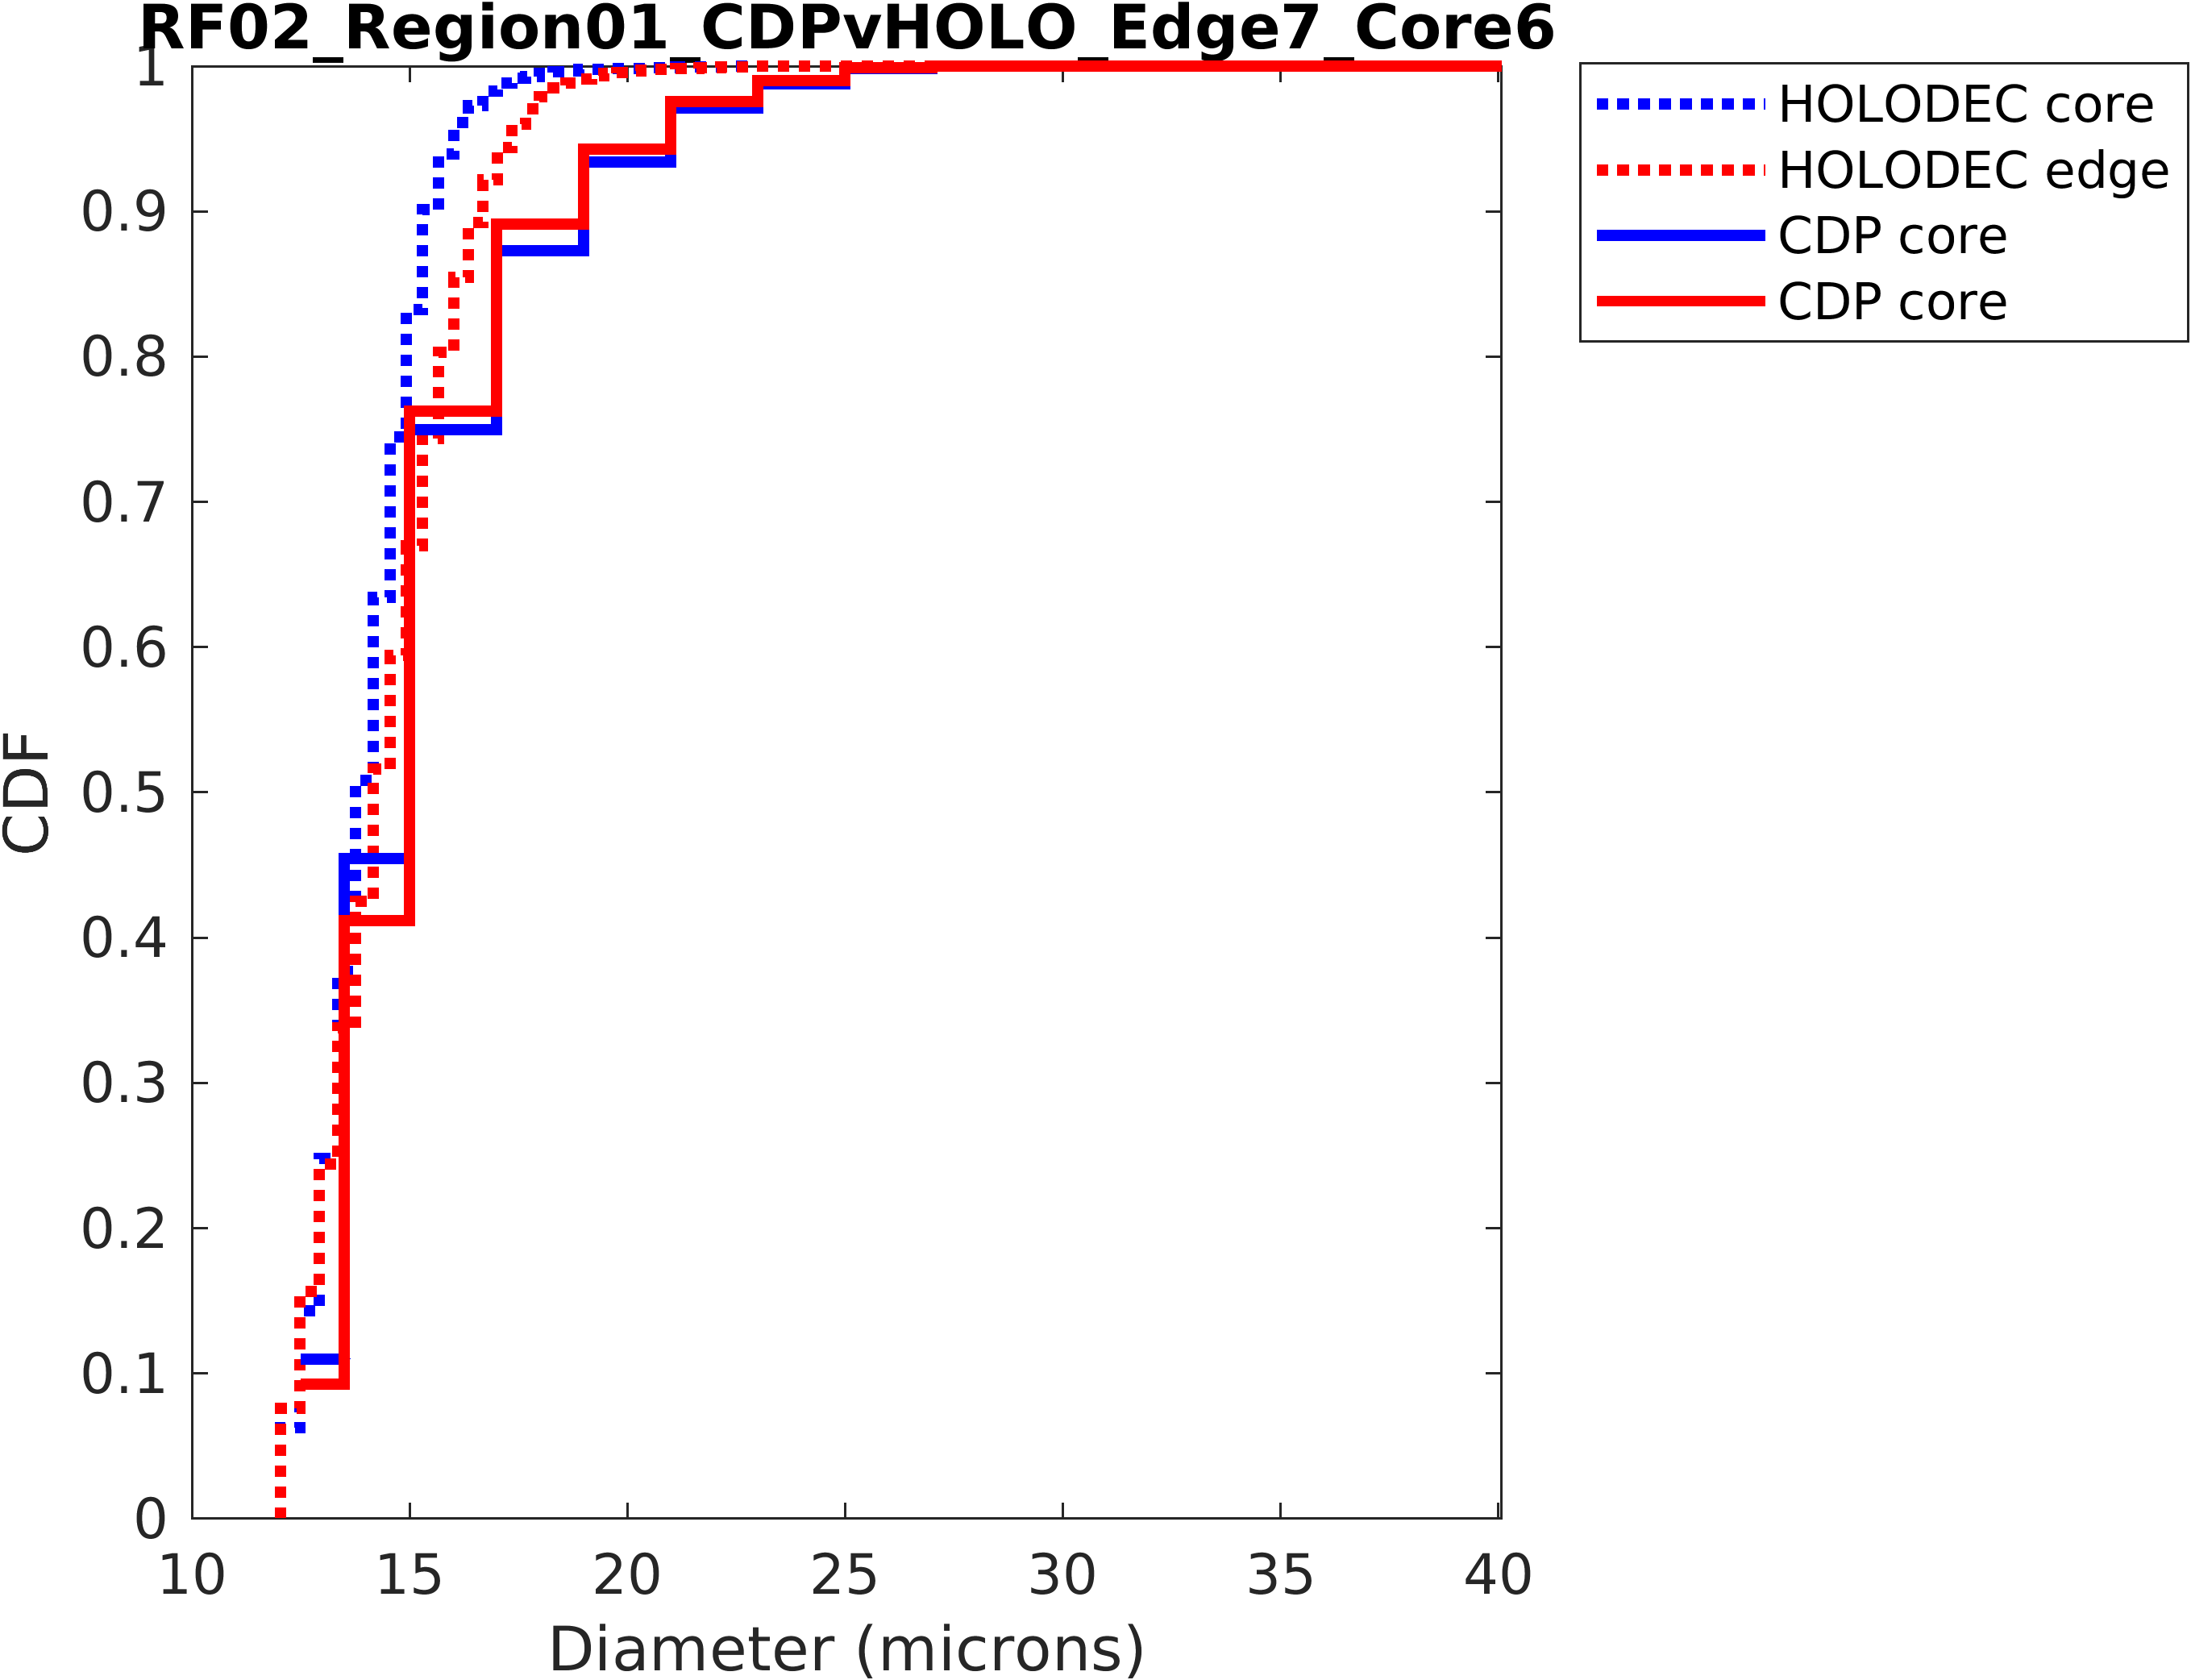 RF02_Region01_CDPvHOLO_Edge7_Core6
1
0.9
0.8
0.7
0.6
0.5
0.4
0.3
0.2
0.1
0
CDF
10 15 20 25 30 35 40
Diameter (microns)
HOLODEC core
HOLODEC edge
CDP core
CDP core